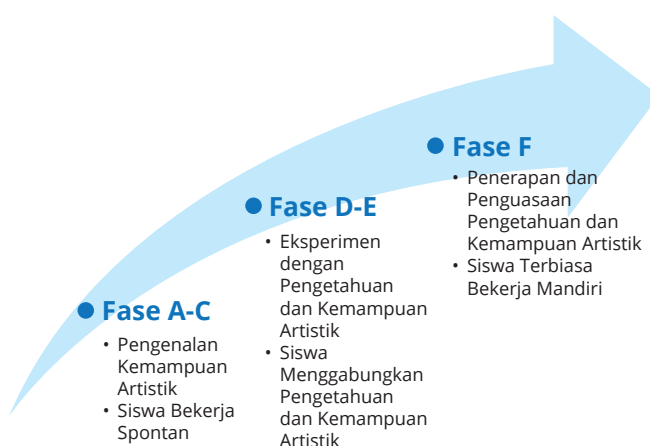 Fase A-C
• Pengenalan
Kemampuan
Artistik
• Siswa Bekerja
Spontan
Fase D-E
• Eksperimen
dengan
Pengetahuan
dan Kemampuan
Artistik
• Siswa
Menggabungkan
Pengetahuan
dan Kemampuan
Artistik
Fase F
• Penerapan dan
Penguasaan
Pengetahuan dan
Kemampuan Artistik
• Siswa Terbiasa
Bekerja Mandiri